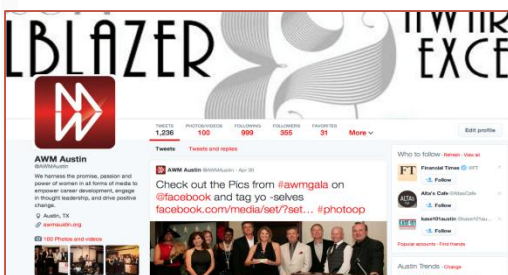 LBLAZER
EXCE
TWEETS PHOTOS/VIDEOS FOLLOWING FOLLOWERS FAVORITES
1,236 100 999 355 31 More
Edit profile
AWM Austin
@AWMAustin
We harness the promise, passion and
power of women in all forms of media to
empower career development, engage
in thought leadership, and drive positive
change.
Austin, TX
awmaustin.org
100 Photos and videos
Tweets Tweets and replies
AWM Austin @AWMAustin · Apr 30
Check out the Pics from #awmgala on
@facebook and tag yo -selves
facebook.com/media/set/?set… #photoop
Who to follow · Refresh · View all
FT
Financial Times @FT
Follow
ALTA'S
Alta's Cafe @AltasCafe
Follow
base101austin @base101au...
Follow
Popular accounts · Find friends
Austin Trends · Change